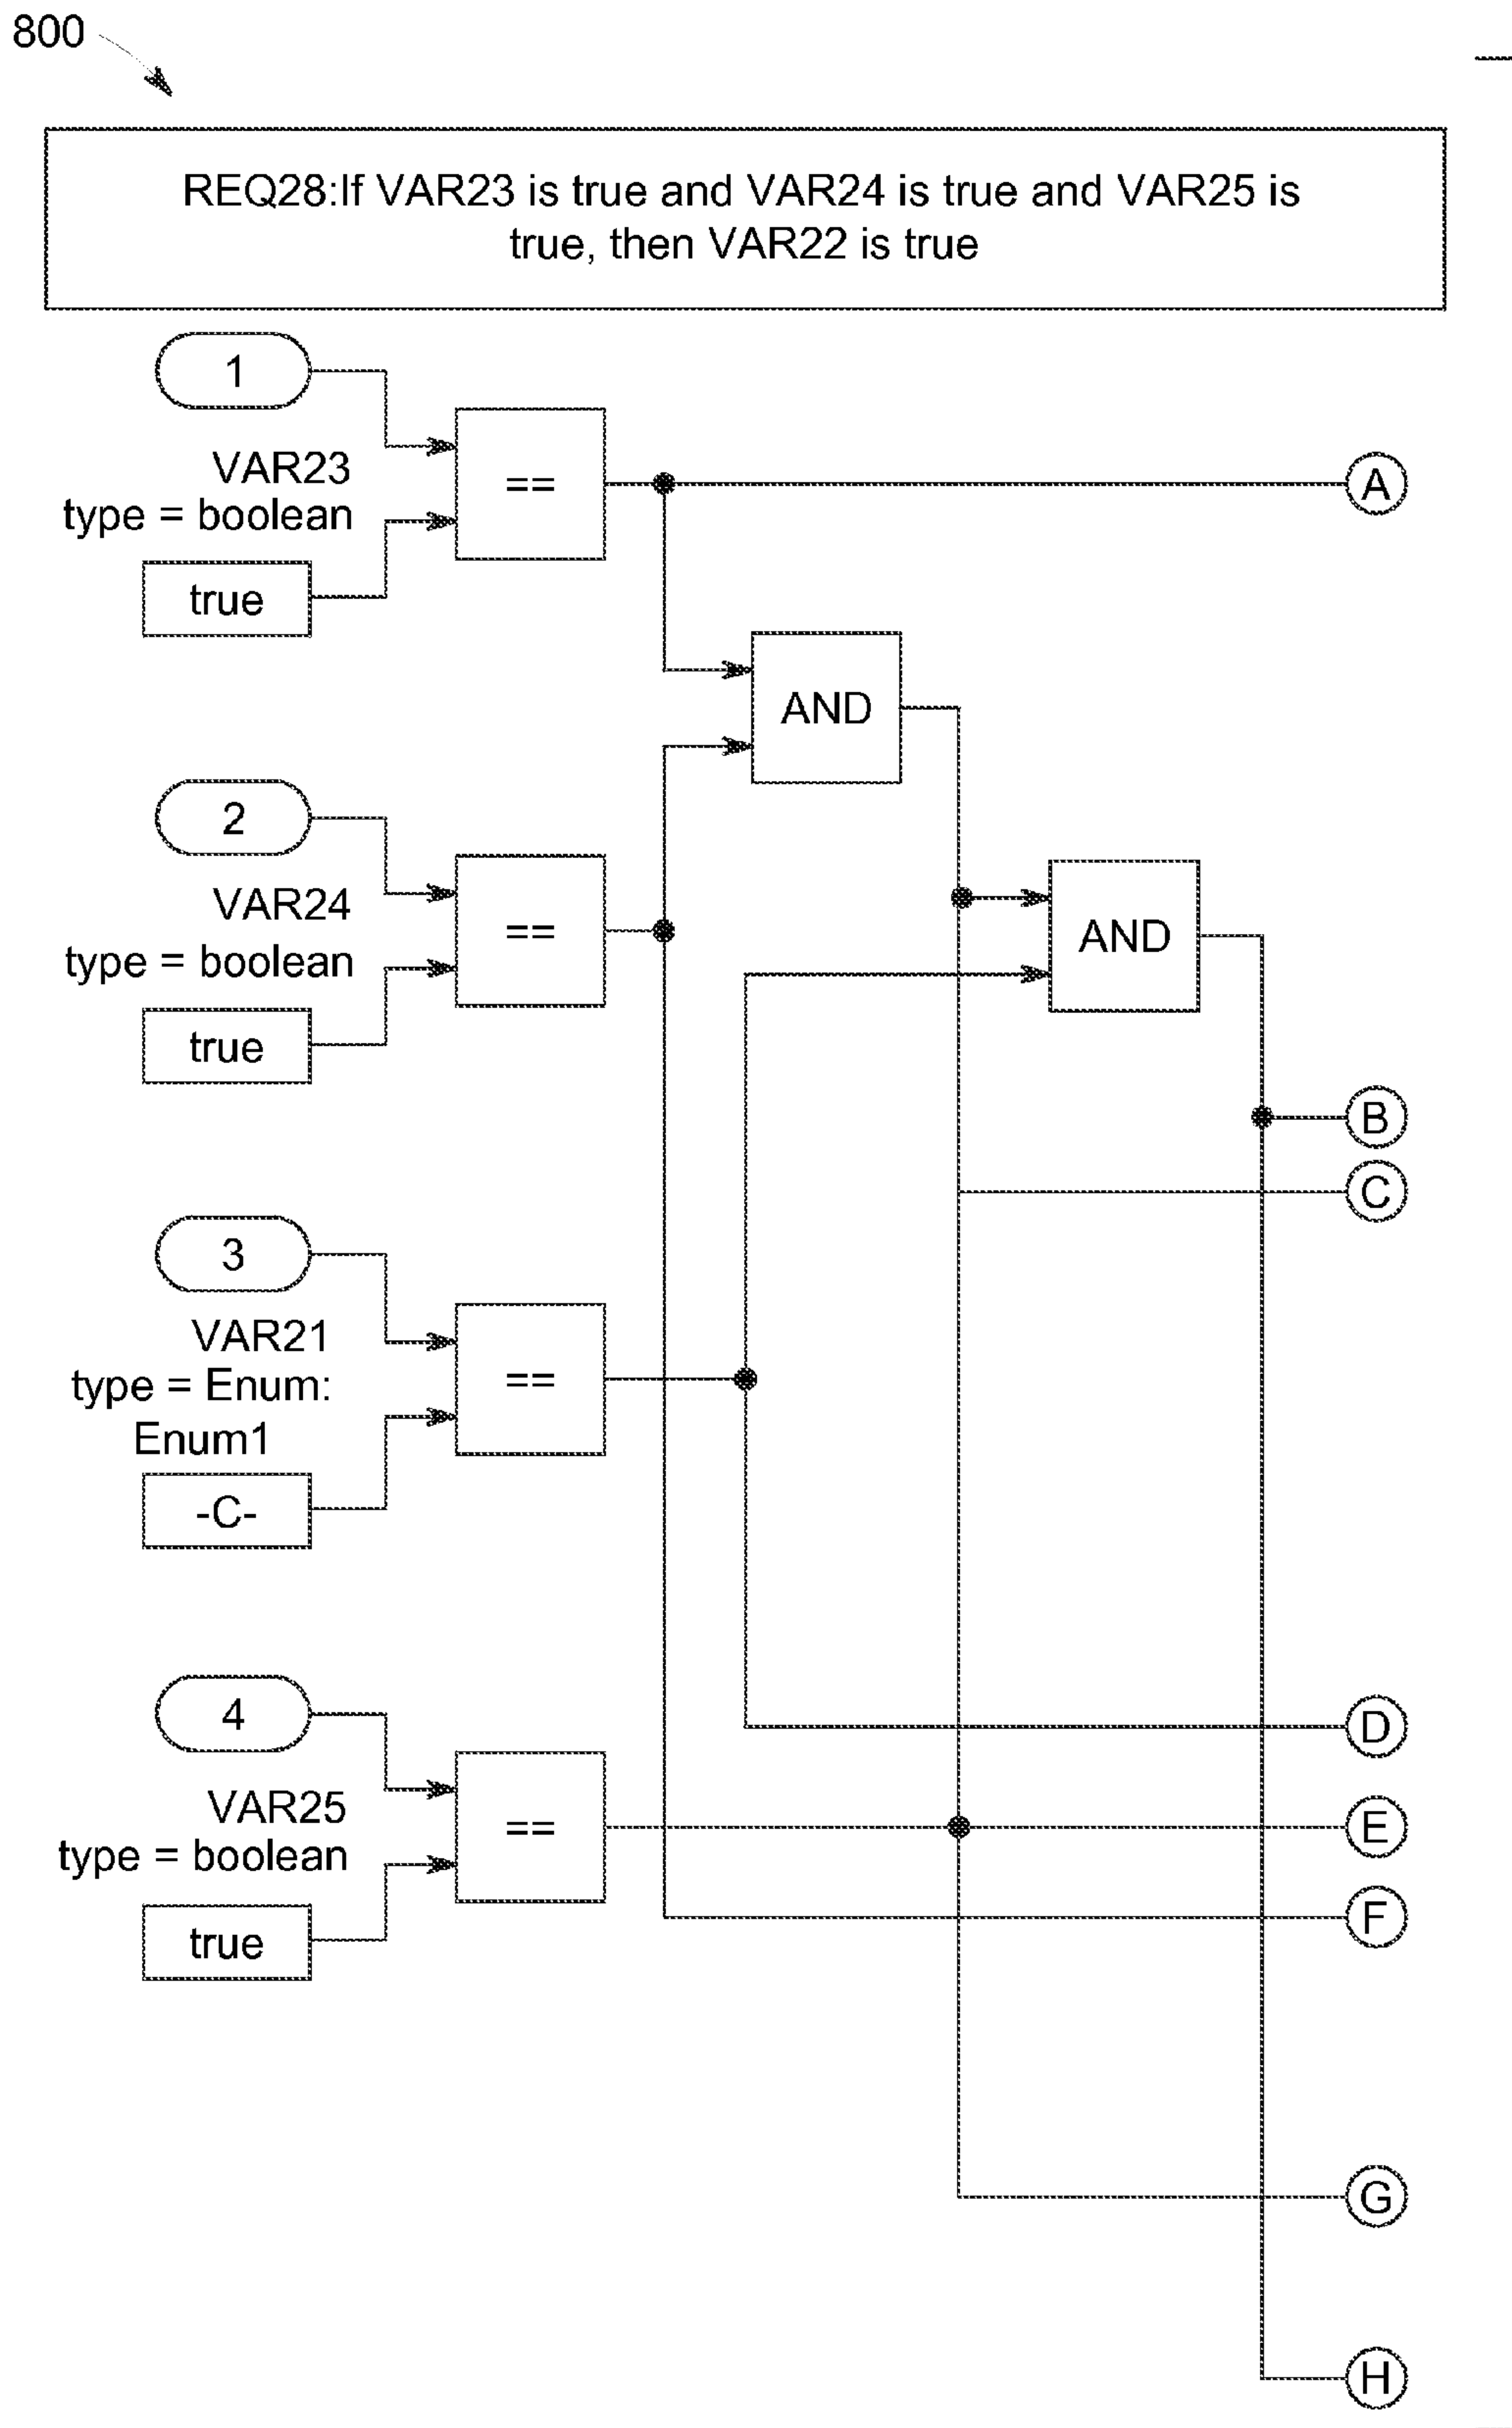 800
REQ28:If VAR23 is true and VAR24 is true and VAR25 is
true, then VAR22 is true
1
VAR23
type = boolean
true
==
A
AND
2
VAR24
type = boolean
true
==
AND
B
C
3
VAR21
type = Enum:
Enum1
-C-
==
D
4
VAR25
type = boolean
true
==
E
F
G
H